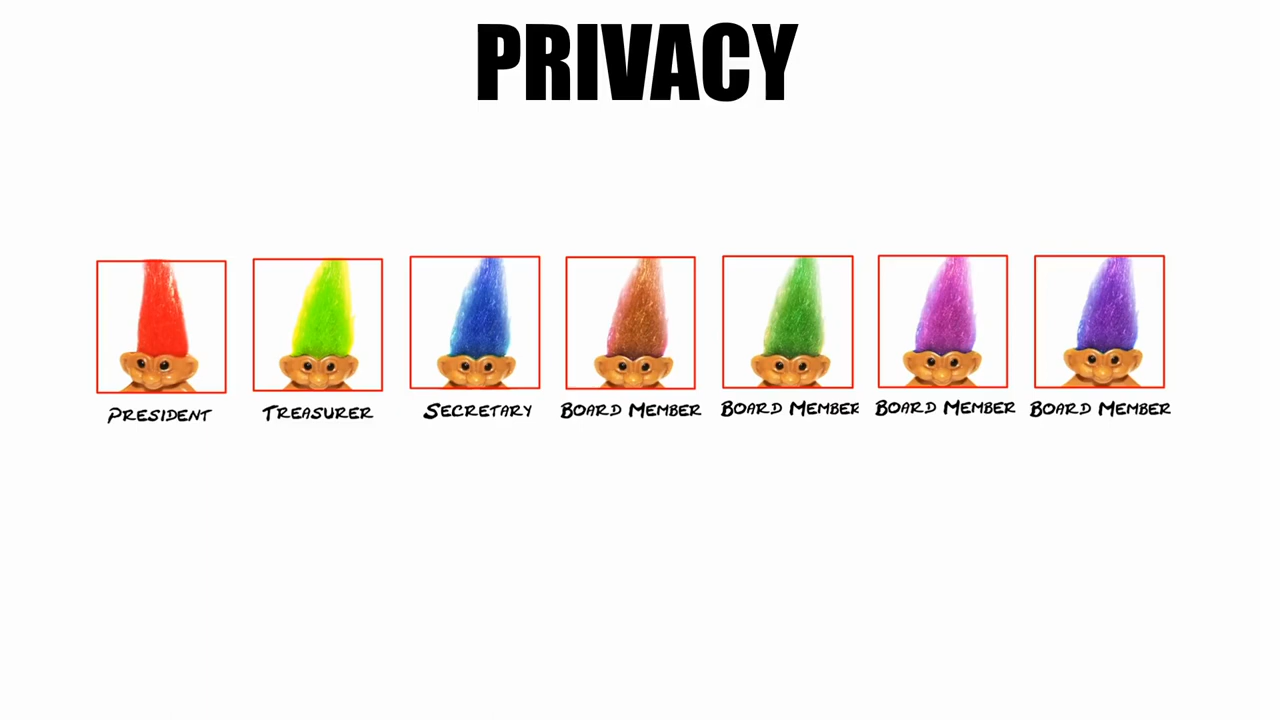 PRIVACY
PRESIDENT
TREASURER
SECRETARY
BOARD MEMBER
BOARD MEMBER
BOARD MEMBER
BOARD MEMBER